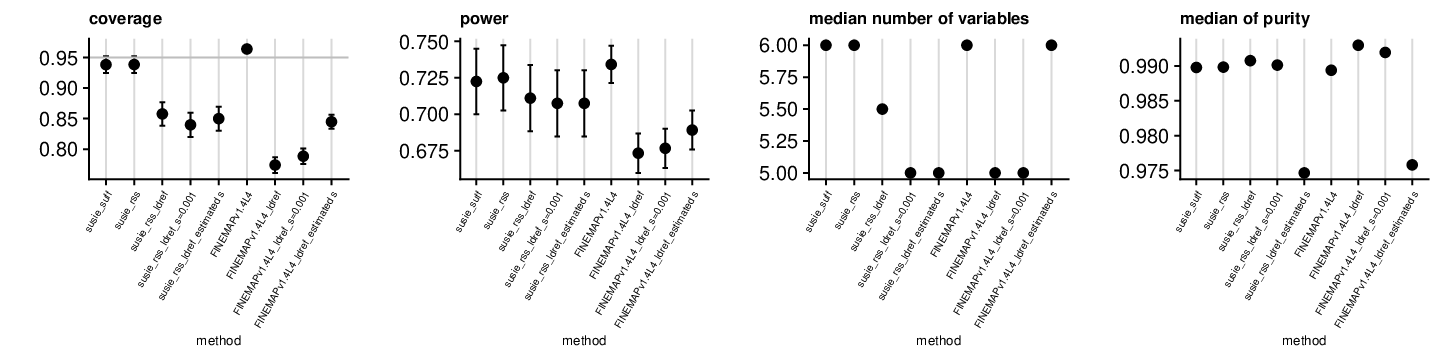 coverage
0.95
0.90
0.85
0.80
susie_suff
susie_rss
susie_rss_ldref
susie_rss_ldref_s=0.001
susie_rss_ldref_estimated s
FINEMAPv1.4L4
FINEMAPv1.4L4_ldref
FINEMAPv1.4L4_ldref_s=0.001
FINEMAPv1.4L4_ldref_estimated s
method
power
0.750
0.725
0.700
0.675
susie_suff
susie_rss
susie_rss_ldref
susie_rss_ldref_s=0.001
susie_rss_ldref_estimated s
FINEMAPv1.4L4
FINEMAPv1.4L4_ldref
FINEMAPv1.4L4_ldref_s=0.001
FINEMAPv1.4L4_ldref_estimated s
method
median number of variables
6.00
5.75
5.50
5.25
5.00
susie_suff
susie_rss
susie_rss_ldref
susie_rss_ldref_s=0.001
susie_rss_ldref_estimated s
FINEMAPv1.4L4
FINEMAPv1.4L4_ldref
FINEMAPv1.4L4_ldref_s=0.001
FINEMAPv1.4L4_ldref_estimated s
method
median of purity
0.990
0.985
0.980
0.975
susie_suff
susie_rss
susie_rss_ldref
susie_rss_ldref_s=0.001
susie_rss_ldref_estimated s
FINEMAPv1.4L4
FINEMAPv1.4L4_ldref
FINEMAPv1.4L4_ldref_s=0.001
FINEMAPv1.4L4_ldref_estimated s
method